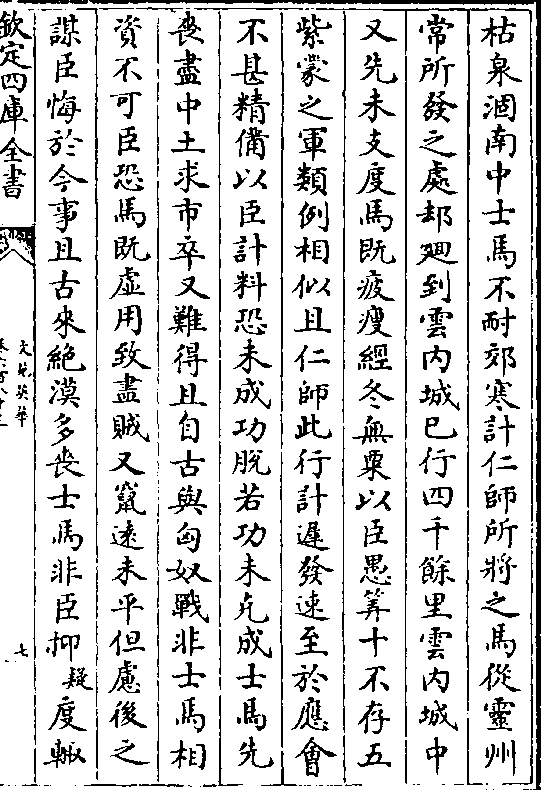 枯泉涸南中士馬不耐郊寒計仁師所將之馬從靈州
常所發之處却廻到雲內城已行四千餘里雲內城中
又先未支度馬既疲瘦經冬無粟以臣愚筭十不存五
紫蒙之軍類例相似且仁師此行計遲發速至於應會
不甚精備以臣計料恐未成功脫若功未克成士馬先
喪盡中土求市卒又難得且自古與匈奴戰非士馬相
資不可臣恐馬既虛用致盡賊又竄遠未平但慮後之
謀臣悔於今事且古來絶漠多喪士馬非臣抑疑度輙
欽定四庫全書
文苑英華
七